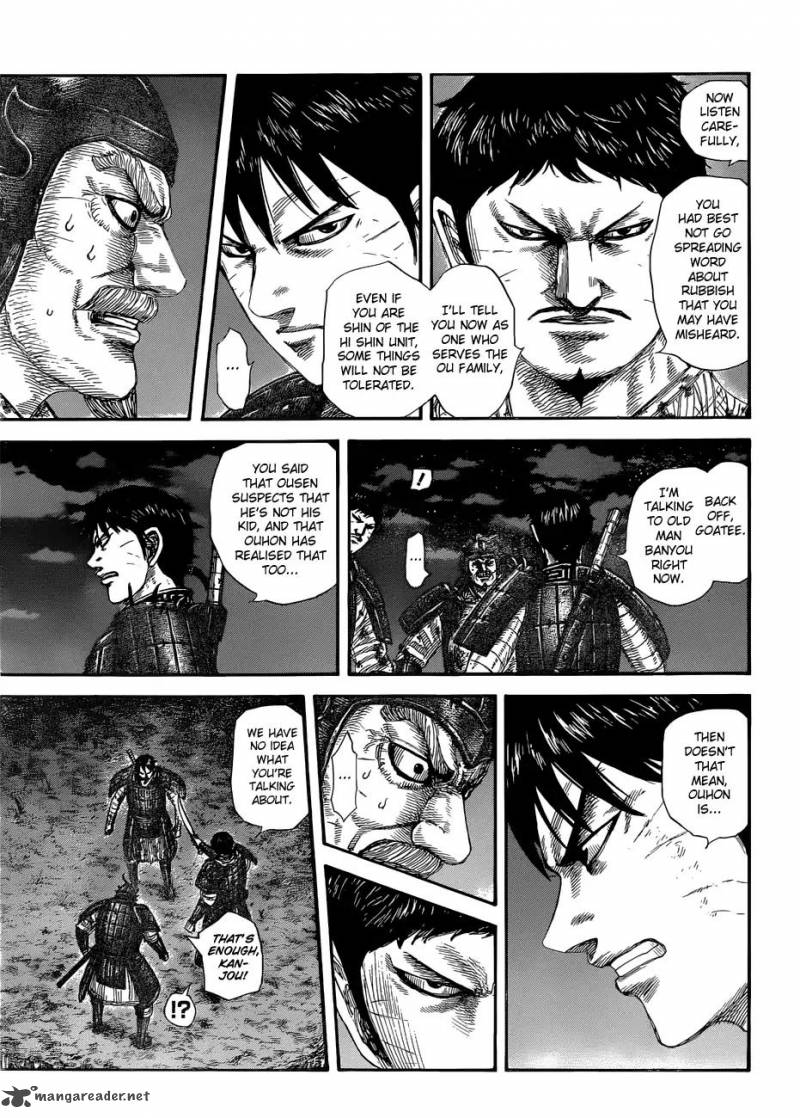 NOW
LISTEN
CARE-
FULLY,
YOU
HAD BEST
NOT GO
SPREADING
WORD
ABOUT
RUBBISH
THAT YOU
MAY HAVE
MISHEARD.
I'LL TELL
YOU NOW AS
ONE WHO
SERVES THE
OU FAMILY,
EVEN IF
YOU ARE
SHIN OF THE
HI SHIN UNIT,
SOME THINGS
WILL NOT BE
TOLERATED.
...
BACK
OFF,
GOATEE.
I'M
TALKING
TO OLD
MAN
BANYOU
RIGHT
NOW.
!
...
YOU SAID
THAT OUSEN
SUSPECTS THAT
HE'S NOT HIS
KID, AND THAT
OUHON HAS
REALISED THAT
TOO...
THEN
DOESN'T
THAT
MEAN,
OUHON
IS...
...
WE HAVE
NO IDEA
WHAT
YOU'RE
TALKING
ABOUT.
THAT'S
ENOUGH,
KAN-
JOU!
!?
mangareader.net